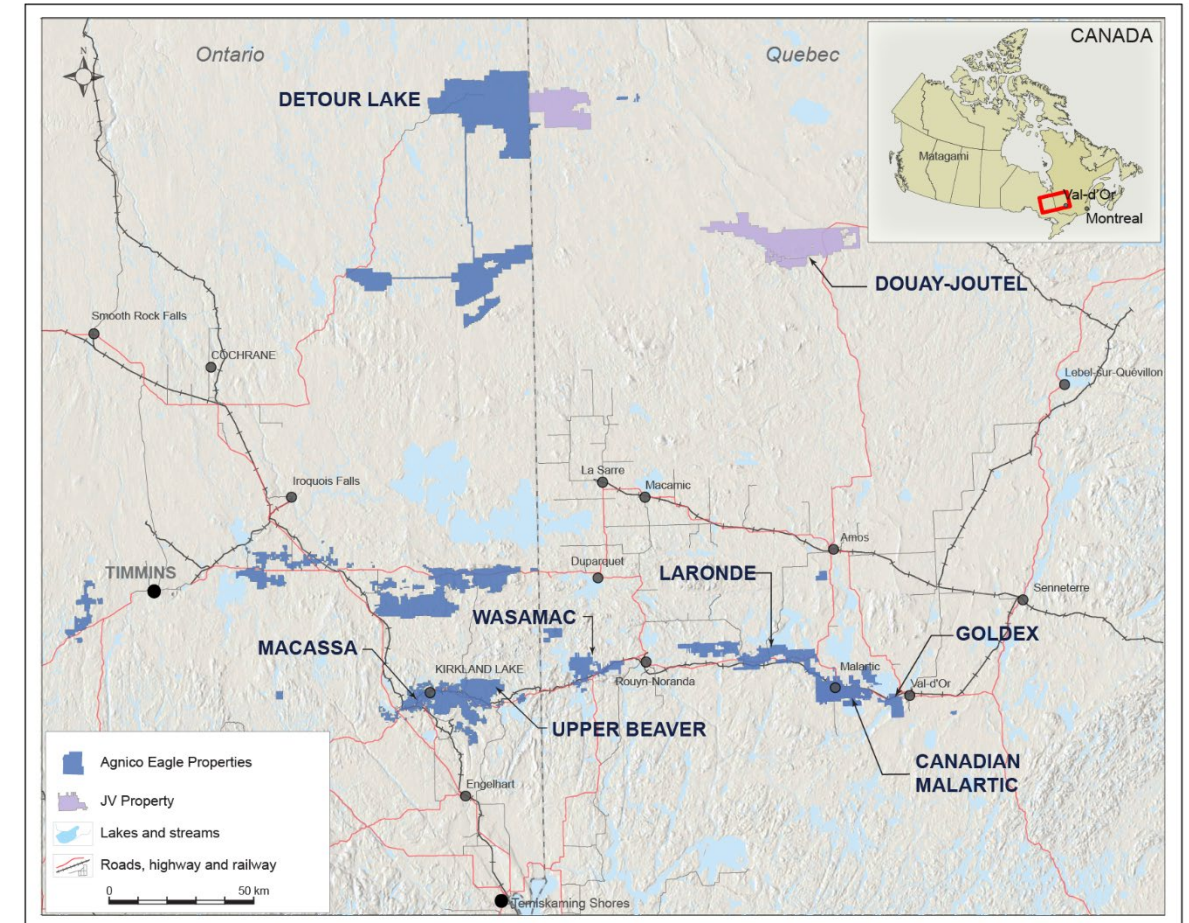 N
Ontario
Quebec
CANADA
Matagami
Val-d'Or
Montreal
DETOUR LAKE
DOUAY-JOUTEL
Smooth Rock Falls
COCHRANE
Lebel-sur-Quévillon
Iroquois Falls
La Sarre
Macamic
Amos
TIMMINS
Duparquet
LARONDE
Senneterre
WASAMAC
GOLDEX
MACASSA
KIRKLAND LAKE
Rouyn-Noranda
Malartic
Val-d'Or
UPPER BEAVER
CANADIAN
MALARTIC
Engelhart
Temiskaming Shores
Agnico Eagle Properties
JV Property
Lakes and streams
Roads, highway and railway
0 50 km